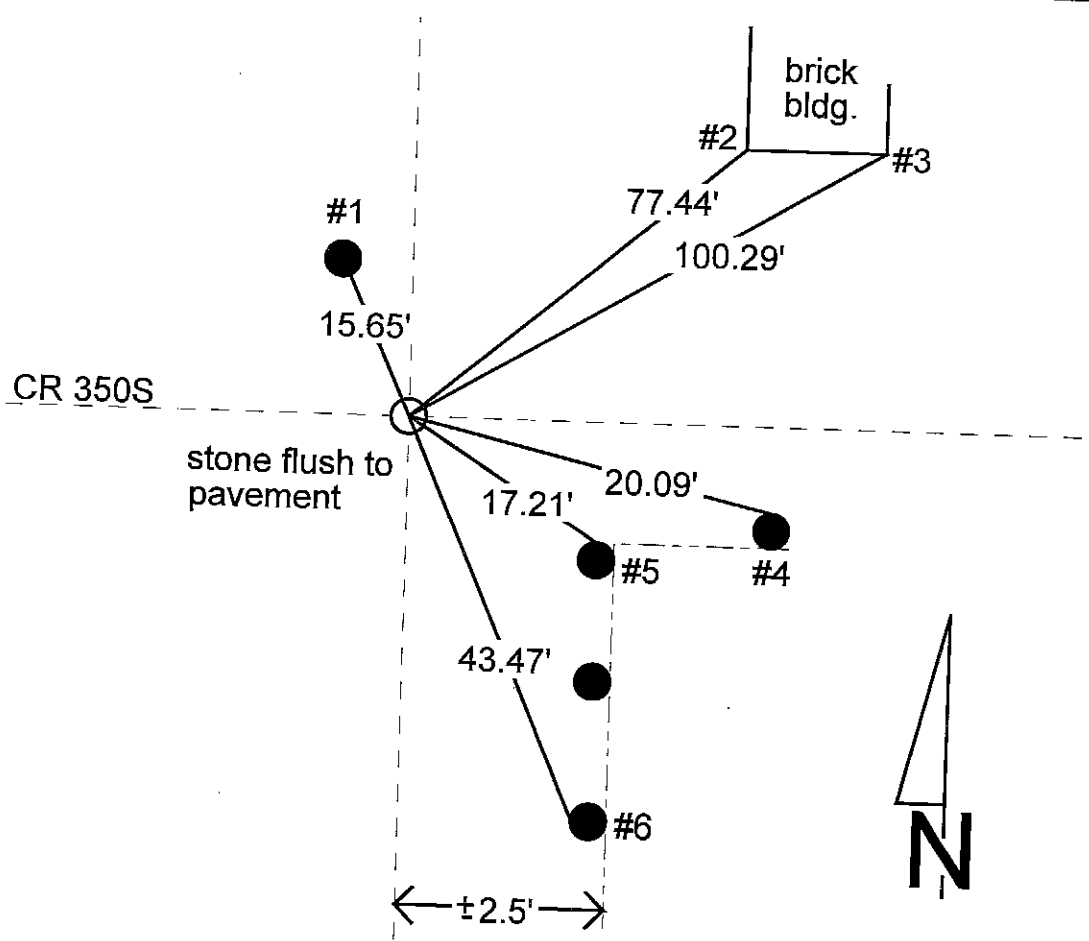 brick
bldg.
#2
#3
77.44'
#1
100.29'
15.65'
CR 350S
stone flush to
pavement
20.09'
17.21'
#5
#4
43.47'
#6
N
±2.5'